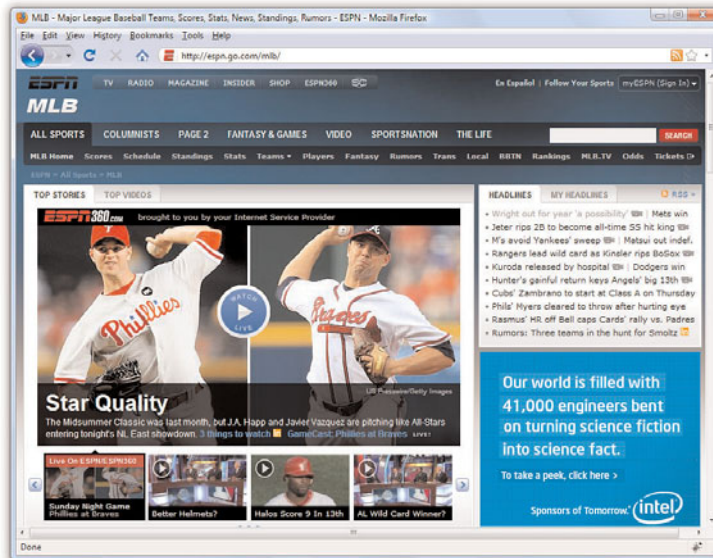 MLB - Major League Baseball Teams, Scores, Stats, News, Standings, Rumors - ESPN - Mozilla Firefox
File Edit View History Bookmarks Tools Help
http://espn.go.com/mlb/
ESPN TV RADIO MAGAZINE INSIDER SHOP ESPN360 SC En Español | Follow Your Sports myESPN (Sign In)
MLB
ALL SPORTS COLUMNISTS PAGE 2 FANTASY & GAMES VIDEO SPORTSNATION THE LIFE SEARCH
MLB Home Scores Schedule Standings Stats Teams Players Fantasy Rumors Trans Local BBTN Rankings MLB.TV Odds Tickets
ESPN > All Sports > MLB
TOP STORIES TOP VIDEOS
ESPN360.COM brought to you by your Internet Service Provider
Phillies
WATCH
LIVE
Braves
US Presswire/Getty Images
Star Quality
The Midsummer Classic was last month, but J.A. Happ and Javier Vazquez are pitching like All-Stars
entering tonight's NL East showdown. 3 things to watch GameCast: Phillies at Braves LIVE!
Live On ESPN/ESPN360
Sunday Night Game
Phillies at Braves
Better Helmets?
Halos Score 9 In 13th
AL Wild Card Winner?
HEADLINES MY HEADLINES RSS
Wright out for year 'a possibility' | Mets win
Jeter rips 2B to become all-time SS hit king
M's avoid Yankees' sweep | Matsui out indef.
Rangers lead wild card as Kinsler rips BoSox
Kuroda released by hospital | Dodgers win
Hunter's gainful return keys Angels' big 13th
Cubs' Zambrano to start at Class A on Thursday
Phils' Myers cleared to throw after hurting eye
Rasmus' HR off Bell caps Cards' rally vs. Padres
Rumors: Three teams in the hunt for Smoltz
Our world is filled with
41,000 engineers bent
on turning science fiction
into science fact.
To take a peek, click here >
Sponsors of Tomorrow. intel
Done